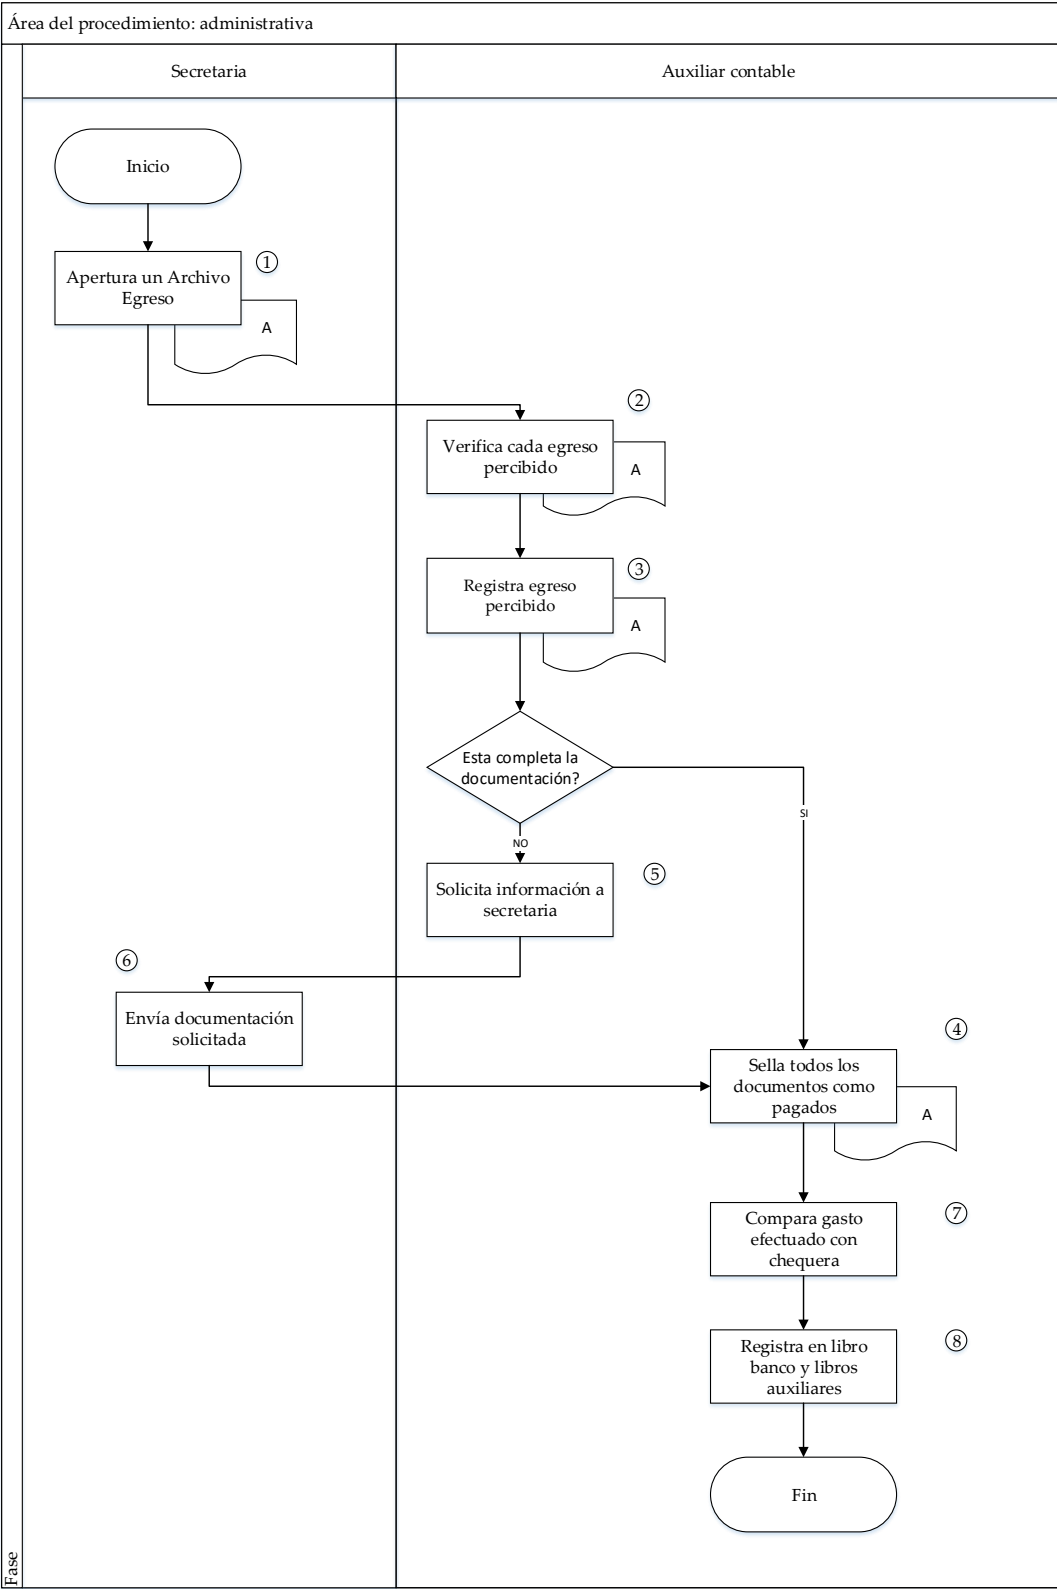 Área del procedimiento: administrativa
Secretaria
Auxiliar contable
Inicio
1
Apertura un Archivo
Egreso
A
2
Verifica cada egreso
percibido
A
3
Registra egreso
percibido
A
Esta completa la
documentación?
SI
NO
5
Solicita información a
secretaria
6
Envía documentación
solicitada
4
Sella todos los
documentos como
pagados
A
7
Compara gasto
efectuado con
chequera
8
Registra en libro
banco y libros
auxiliares
Fin
Fase